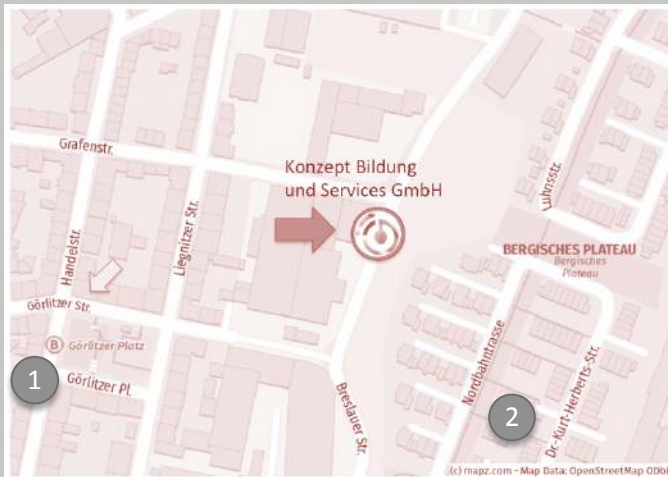 Grafenstr.
Konzept Bildung
und Services GmbH
Luhnsstr.
Liegnitzer Str.
Handelstr.
BERGISCHES PLATEAU
Bergisches
Plateau
Görlitzer Str.
B
Görlitzer Platz
1
Görlitzer Pl.
Breslauer Str.
Nordbahntrasse
2
Dr.-Kurt-Herberts-Str.
(c) mapz.com - Map Data: OpenStreetMap ODbL